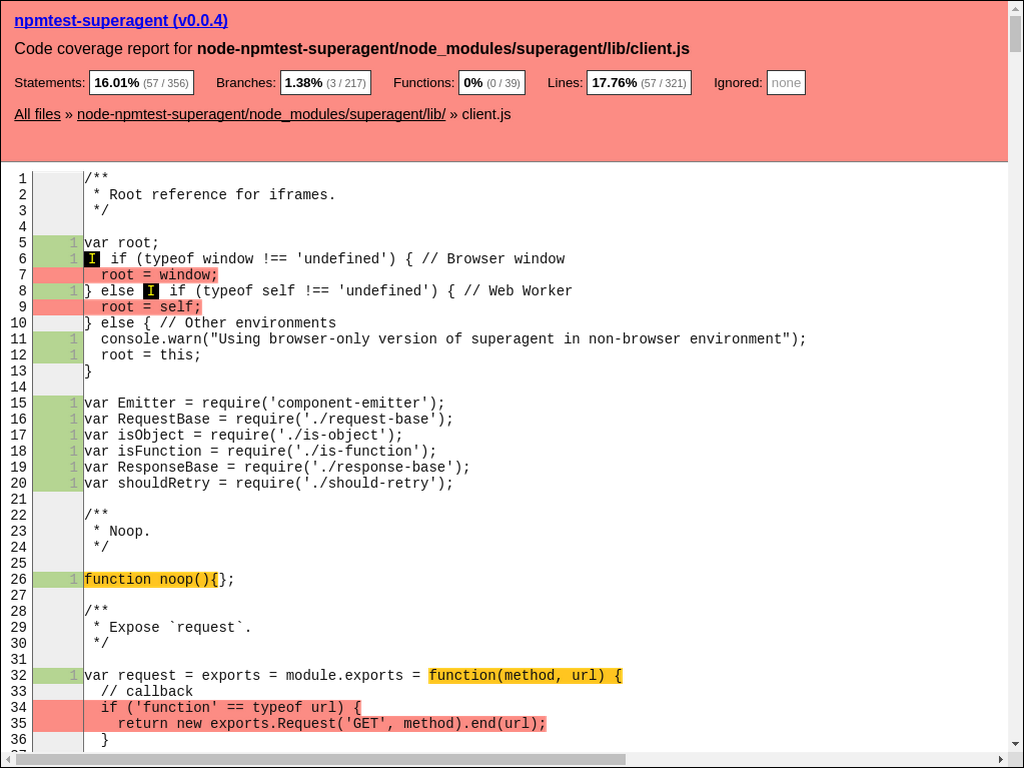 npmtest-superagent (v0.0.4)
Code coverage report for node-npmtest-superagent/node_modules/superagent/lib/client.js
Statements: 16.01% (57 / 356) Branches: 1.38% (3 / 217) Functions: 0% (0 / 39) Lines: 17.76% (57 / 321) Ignored: none
All files » node-npmtest-superagent/node_modules/superagent/lib/ » client.js
1 /**
2  * Root reference for iframes.
3  */
4
5 1 var root;
6 1 I if (typeof window !== 'undefined') { // Browser window
7   root = window;
8 1 } else I if (typeof self !== 'undefined') { // Web Worker
9   root = self;
10 } else { // Other environments
11 1   console.warn("Using browser-only version of superagent in non-browser environment");
12 1   root = this;
13 }
14
15 1 var Emitter = require('component-emitter');
16 1 var RequestBase = require('./request-base');
17 1 var isObject = require('./is-object');
18 1 var isFunction = require('./is-function');
19 1 var ResponseBase = require('./response-base');
20 1 var shouldRetry = require('./should-retry');
21
22 /**
23  * Noop.
24  */
25
26 1 function noop(){};
27
28 /**
29  * Expose `request`.
30  */
31
32 1 var request = exports = module.exports = function(method, url) {
33   // callback
34   if ('function' == typeof url) {
35     return new exports.Request('GET', method).end(url);
36   }